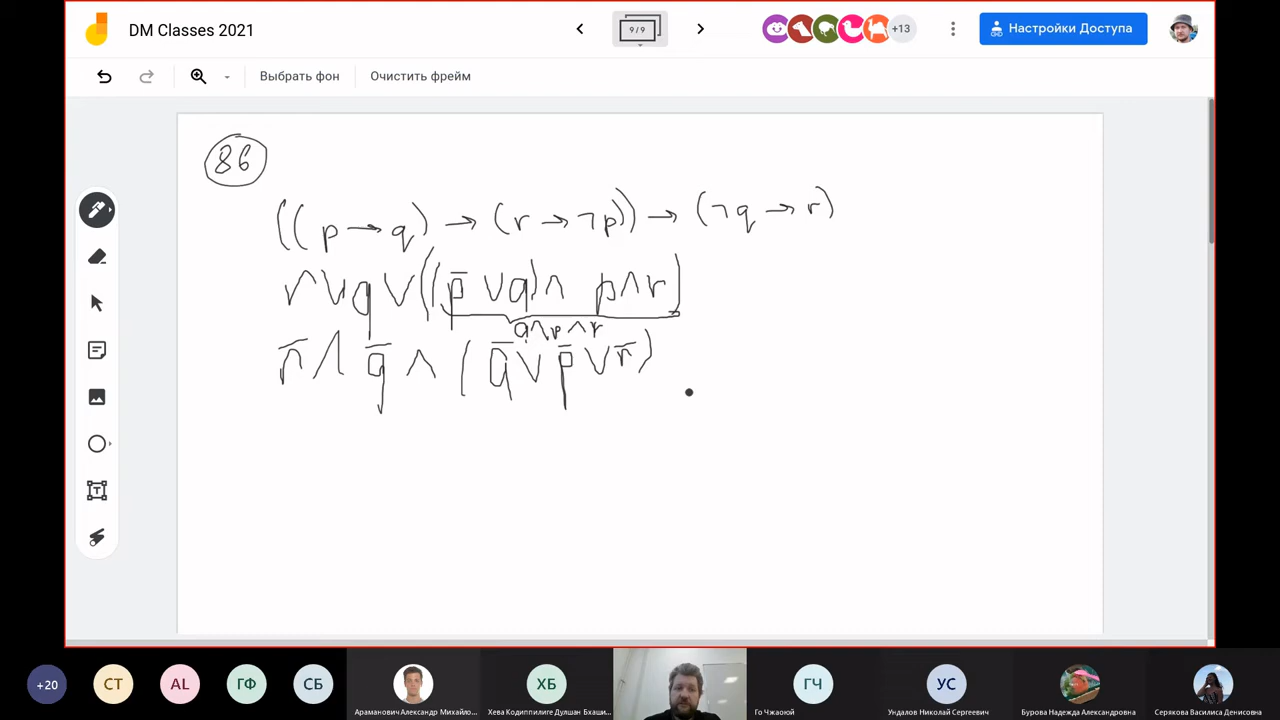 DM Classes 2021
9/9
+13
Настройки Доступа
Выбрать фон
Очистить фрейм
86
((p → q) → (r → ¬p)) → (¬q → r)
r ∨ q ∨ ((p̄ ∨ q) ∧ p ∧ r)
q ∧ p ∧ r
r̄ ∧ q̄ ∧ (q̄ ∨ p̄ ∨ r̄)
T
+20
СТ
AL
ГФ
СБ
ХБ
ГЧ
УС
Араманович Александр Михайло...
Хева Кодиппилиге Дулшан Бхаши...
Го Чжаоюй
Ундалов Николай Сергеевич
Бурова Надежда Александровна
Серякова Василиса Денисовна